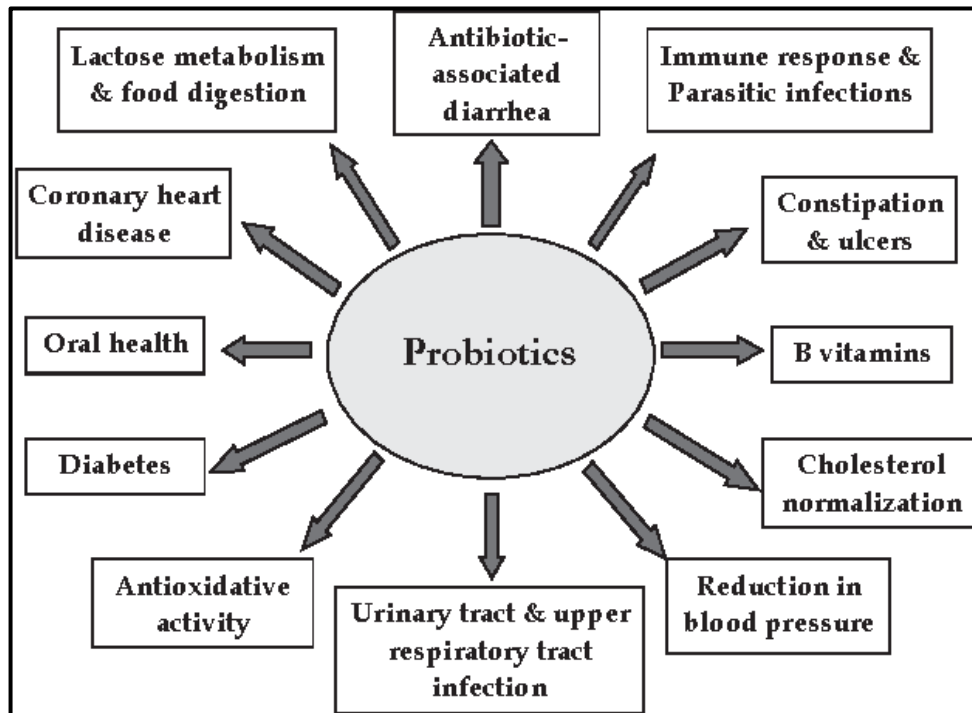 Lactose metabolism
& food digestion
Antibiotic-
associated
diarrhea
Immune response &
Parasitic infections
Coronary heart
disease
Constipation
& ulcers
Oral health
Probiotics
B vitamins
Diabetes
Cholesterol
normalization
Antioxidative
activity
Urinary tract & upper
respiratory tract
infection
Reduction in
blood pressure